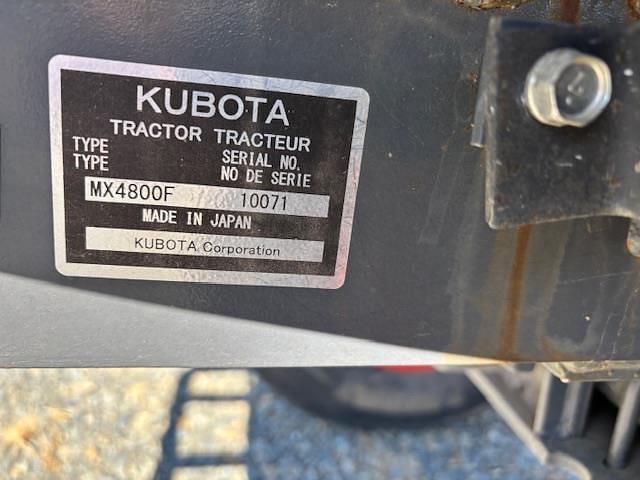 KUBOTA
TRACTOR TRACTEUR
TYPE SERIAL NO.
TYPE NO DE SERIE
MX4800F 10071
MADE IN JAPAN
KUBOTA Corporation